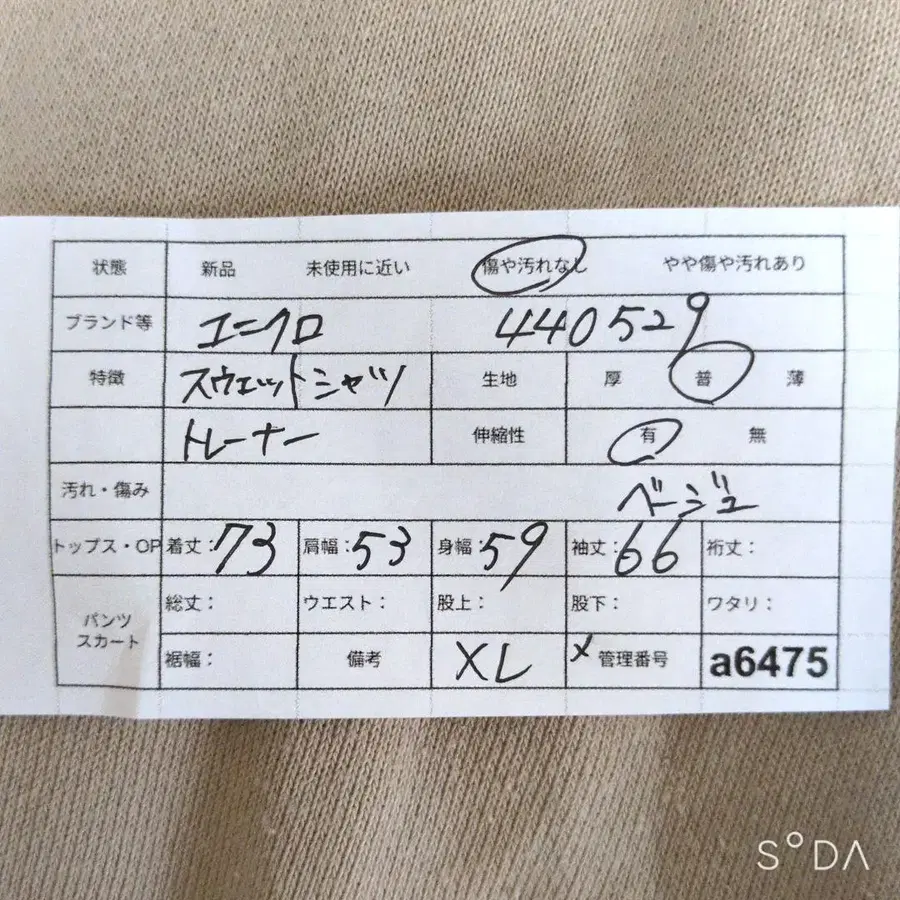 状態 新品 未使用に近い 傷や汚れなし やや傷や汚れあり
ブランド等 ユニクロ 440529
特徴 スウェットシャツ 生地 厚 普 薄
トレーナー 伸縮性 有 無
汚れ・傷み ベージュ
トップス・OP 着丈：73 肩幅：53 身幅：59 袖丈：66 裄丈：
パンツ スカート 総丈： ウエスト： 股上： 股下： ワタリ：
裾幅： 備考 XL メ 管理番号 a6475
SODA